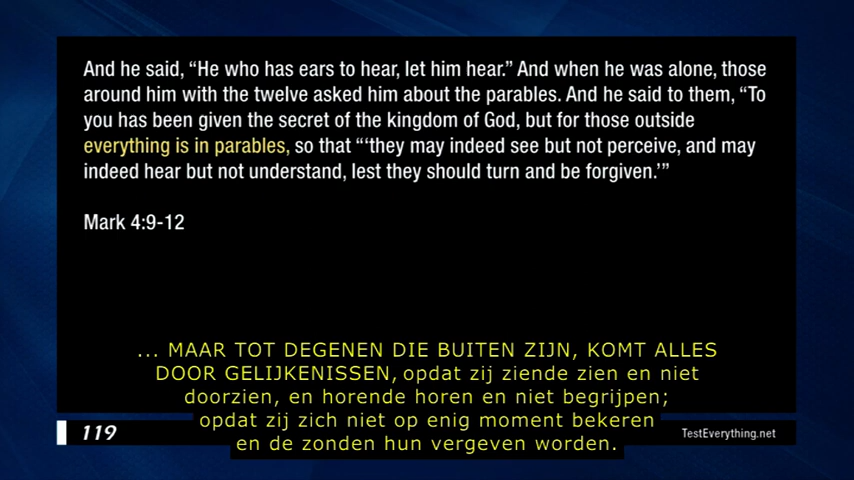 And he said, “He who has ears to hear, let him hear.” And when he was alone, those
around him with the twelve asked him about the parables. And he said to them, “To
you has been given the secret of the kingdom of God, but for those outside
everything is in parables, so that “‘they may indeed see but not perceive, and may
indeed hear but not understand, lest they should turn and be forgiven.’”
Mark 4:9-12
... MAAR TOT DEGENEN DIE BUITEN ZIJN, KOMT ALLES
DOOR GELIJKENISSEN, opdat zij ziende zien en niet
doorzien, en horende horen en niet begrijpen;
opdat zij zich niet op enig moment bekeren
en de zonden hun vergeven worden.
119
TestEverything.net